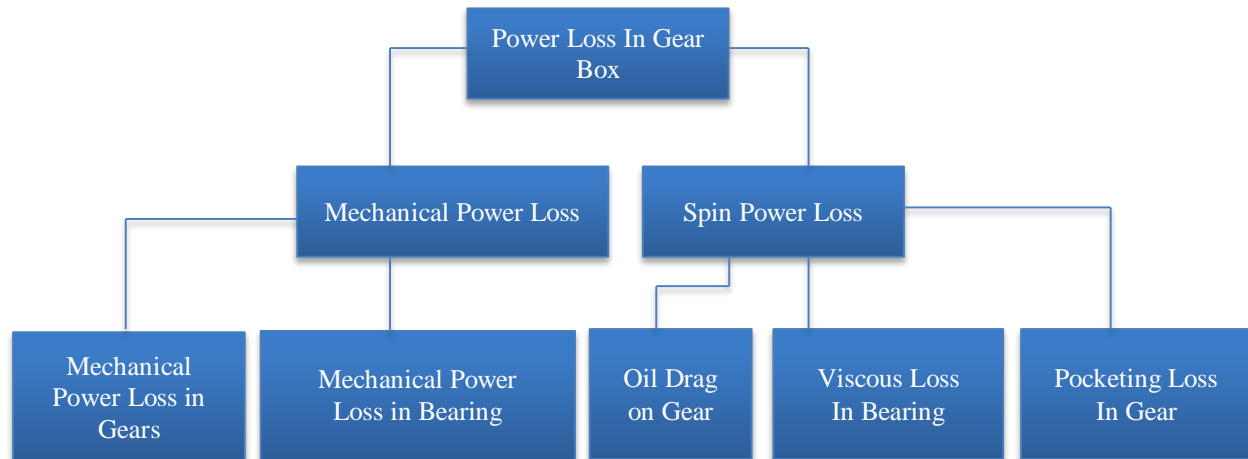 Power Loss In Gear
Box
Mechanical Power Loss
Spin Power Loss
Mechanical
Power Loss in
Gears
Mechanical Power
Loss in Bearing
Oil Drag
on Gear
Viscous Loss
In Bearing
Pocketing Loss
In Gear